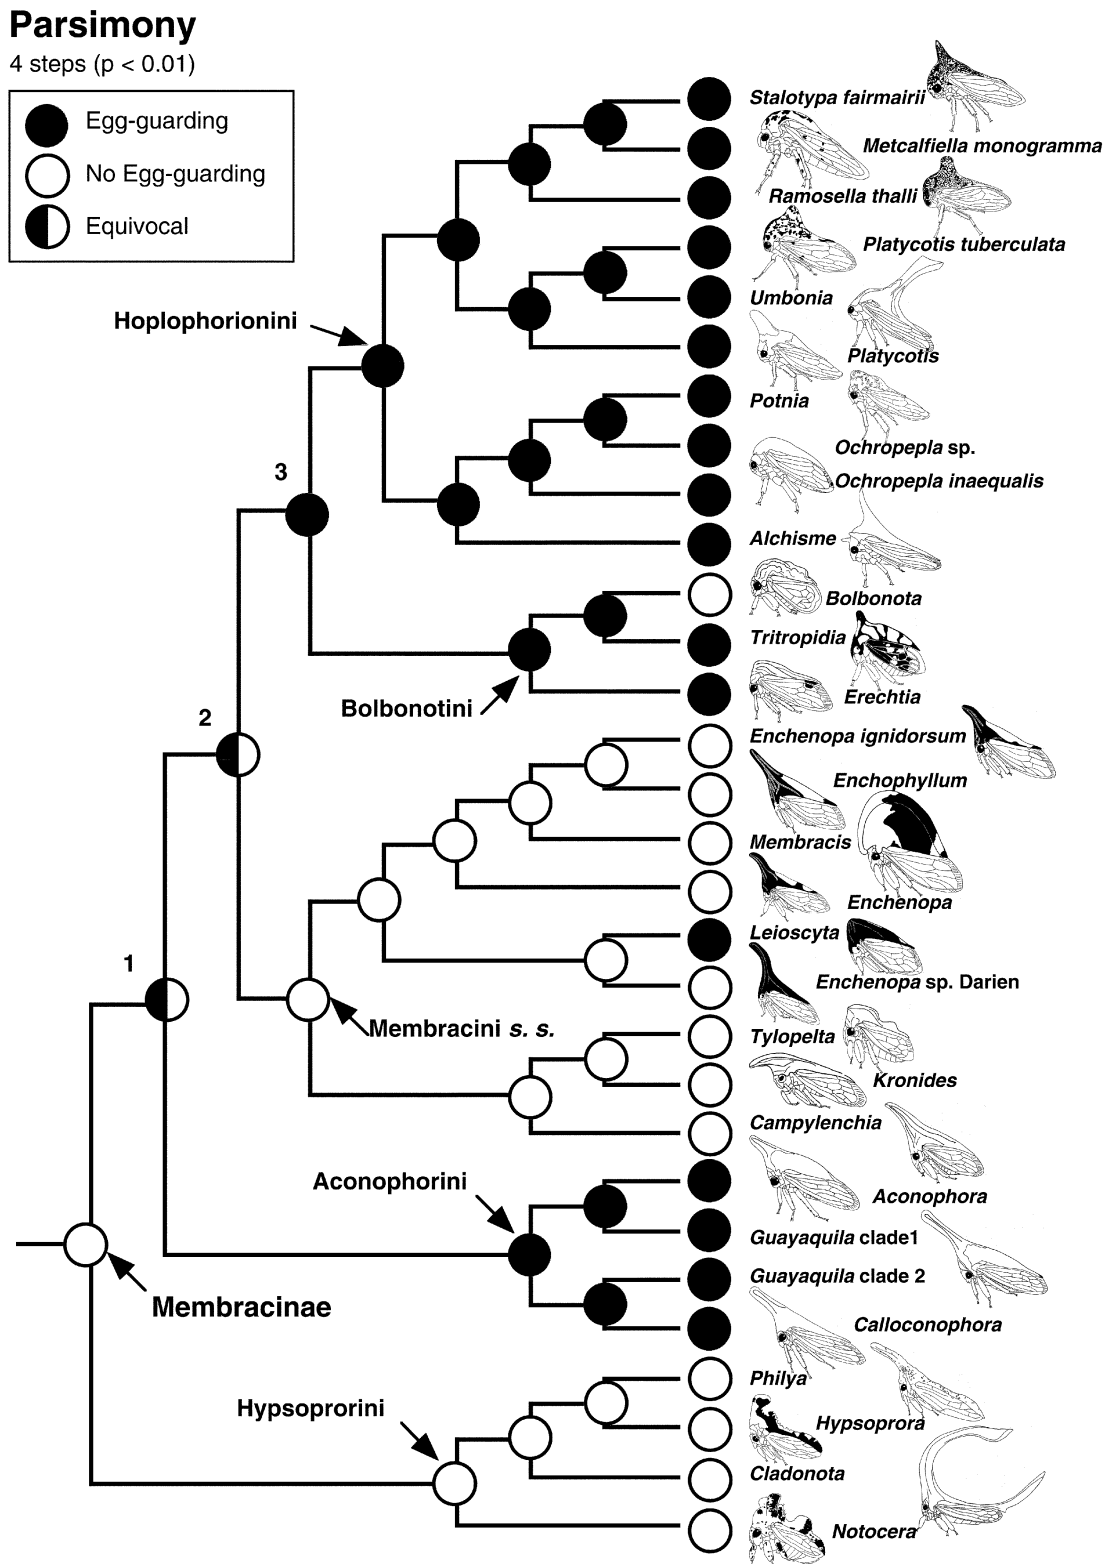 Parsimony
4 steps (p < 0.01)
Egg-guarding
No Egg-guarding
Equivocal
Stalotypa fairmairii
Metcalfiella monogramma
Ramosella thalli
Platycotis tuberculata
Umbonia
Hoplophorionini
Platycotis
Potnia
Ochropepla sp.
3
Ochropepla inaequalis
Alchisme
Bolbonota
Tritropidia
Erechtia
Bolbonotini
2
Enchenopa ignidorsum
Enchophyllum
Membracis
Enchenopa
Leioscyta
1
Enchenopa sp. Darien
Membracini s. s.
Tylopelta
Kronides
Campylenchia
Aconophorini
Aconophora
Guayaquila clade1
Guayaquila clade 2
Membracinae
Calloconophora
Philya
Hypsoprorini
Hypsoprora
Cladonota
Notocera